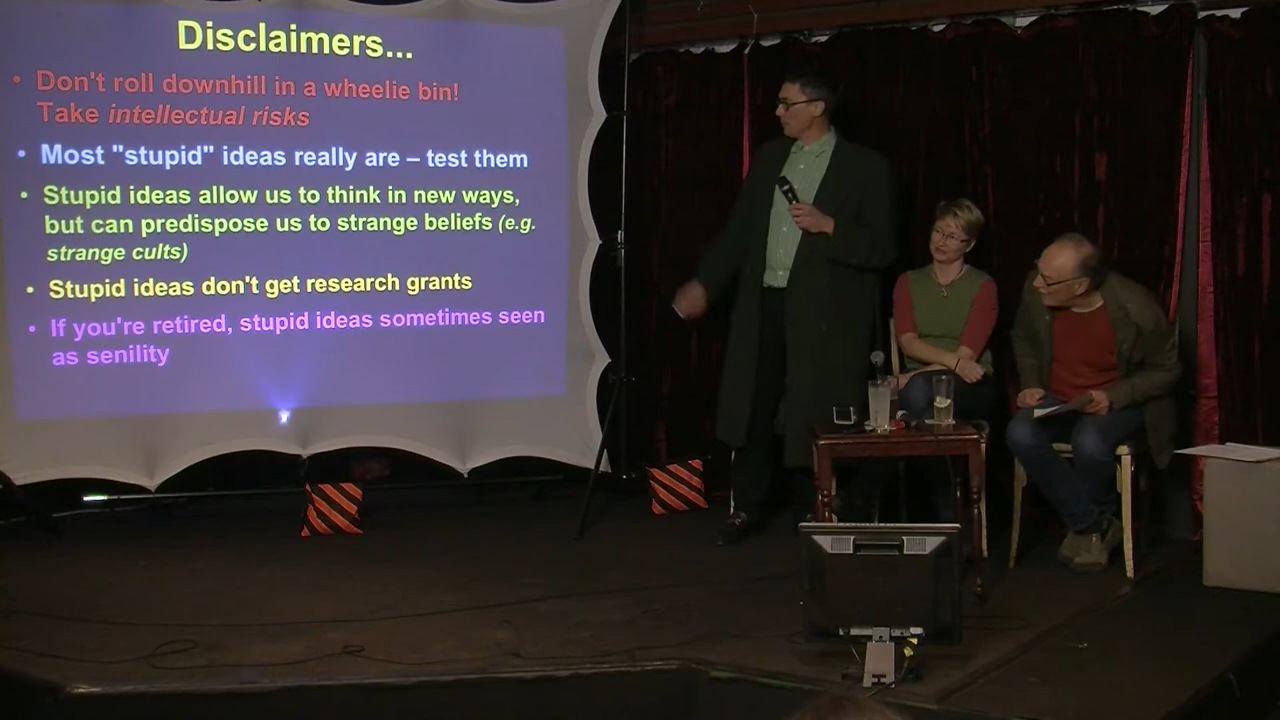 Disclaimers...
• Don't roll downhill in a wheelie bin!
Take intellectual risks
• Most "stupid" ideas really are – test them
• Stupid ideas allow us to think in new ways,
but can predispose us to strange beliefs (e.g.
strange cults)
• Stupid ideas don't get research grants
• If you're retired, stupid ideas sometimes seen
as senility